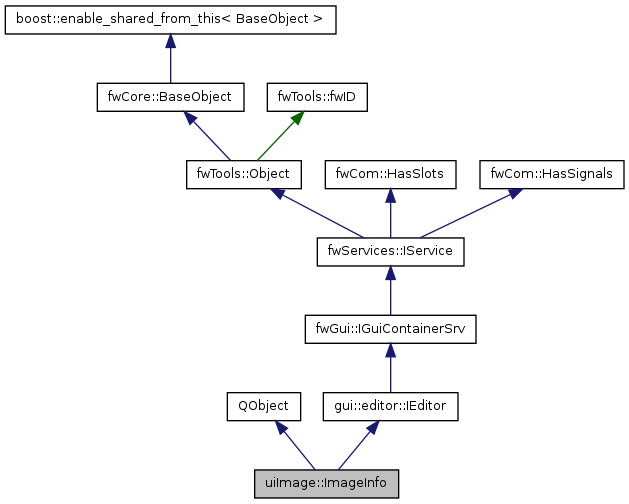 boost::enable_shared_from_this< BaseObject >
fwCore::BaseObject
fwTools::fwID
fwTools::Object
fwCom::HasSlots
fwCom::HasSignals
fwServices::IService
fwGui::IGuiContainerSrv
QObject
gui::editor::IEditor
uiImage::ImageInfo